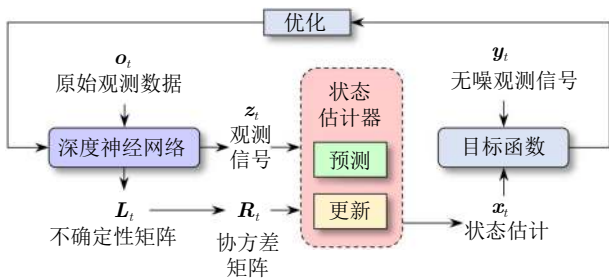 优化
o_t
原始观测数据
y_t
无噪观测信号
状态
估计器
z_t
观测
信号
深度神经网络
预测
目标函数
L_t
不确定性矩阵
R_t
协方差
矩阵
更新
x_t
状态估计